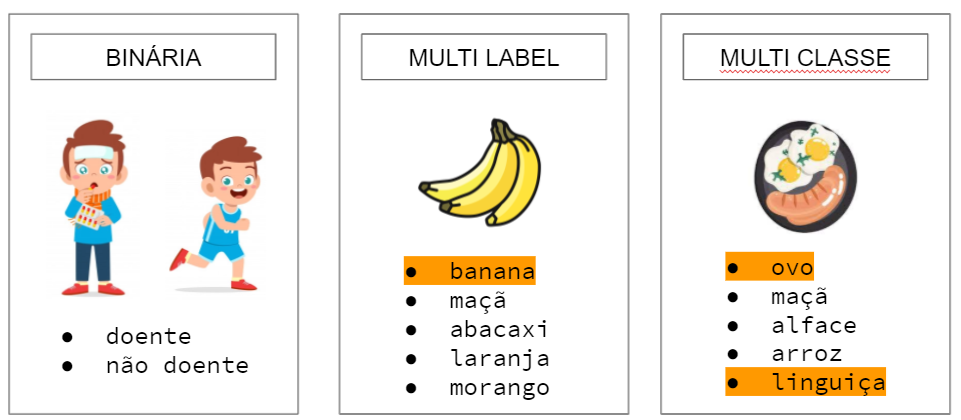 BINÁRIA
● doente
● não doente
MULTI LABEL
● banana
● maçã
● abacaxi
● laranja
● morango
MULTI CLASSE
● ovo
● maçã
● alface
● arroz
● linguiça